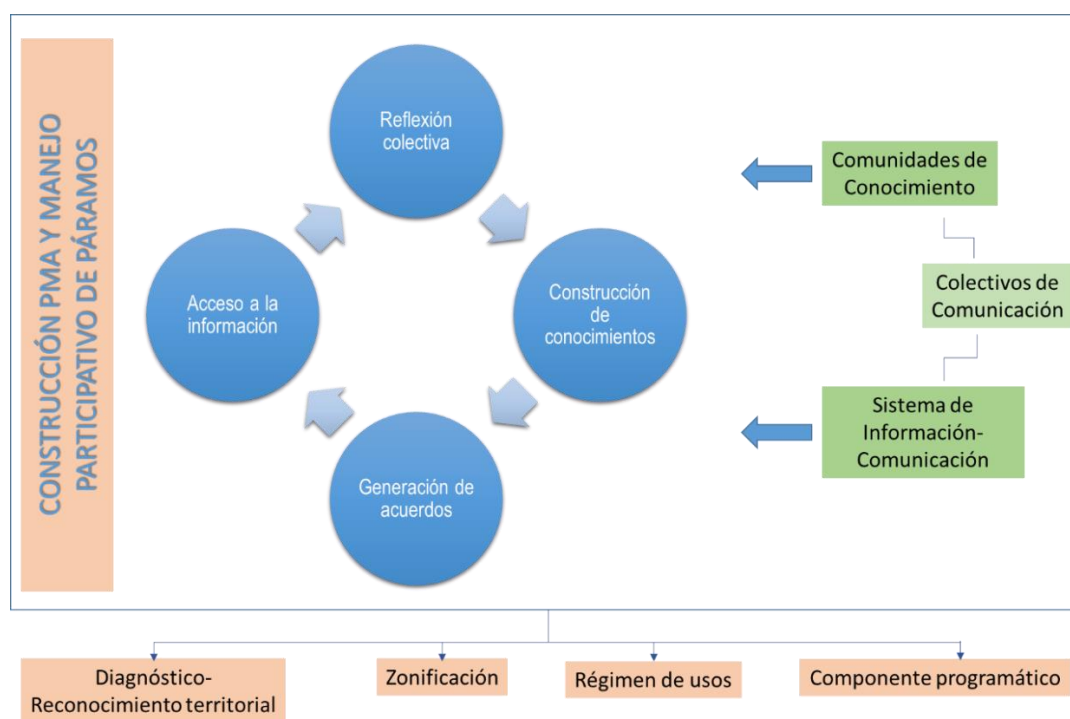 CONSTRUCCIÓN PMA Y MANEJO
PARTICIPATIVO DE PÁRAMOS
Reflexión
colectiva
Acceso a la
información
Construcción
de
conocimientos
Generación de
acuerdos
Comunidades de
Conocimiento
Colectivos de
Comunicación
Sistema de
Información-
Comunicación
Diagnóstico-
Reconocimiento territorial
Zonificación
Régimen de usos
Componente programático